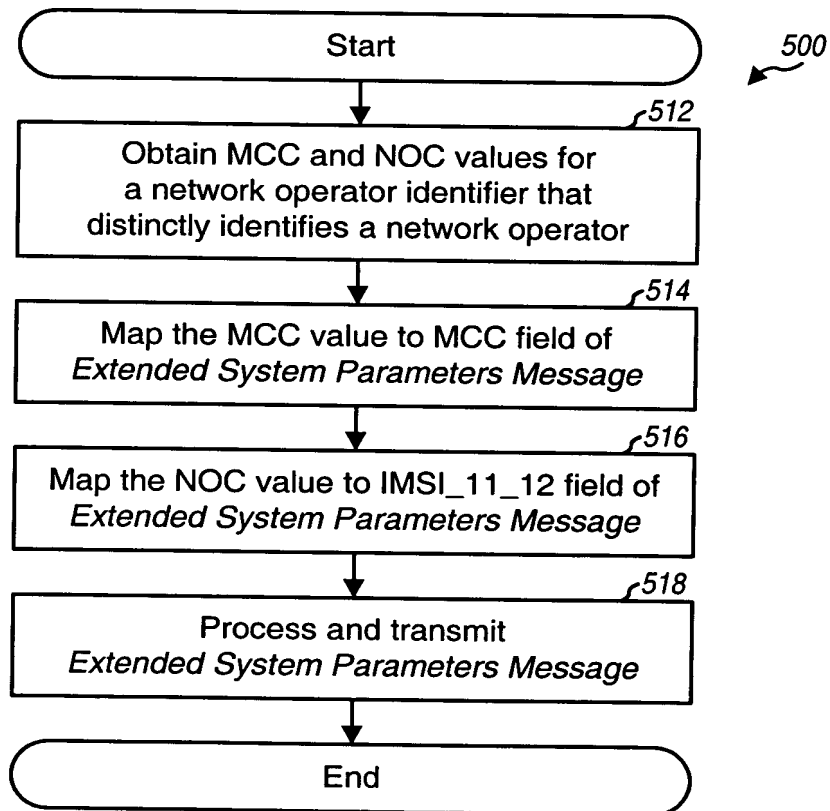 Start
500
512
Obtain MCC and NOC values for
a network operator identifier that
distinctly identifies a network operator
514
Map the MCC value to MCC field of
Extended System Parameters Message
516
Map the NOC value to IMSI_11_12 field of
Extended System Parameters Message
518
Process and transmit
Extended System Parameters Message
End